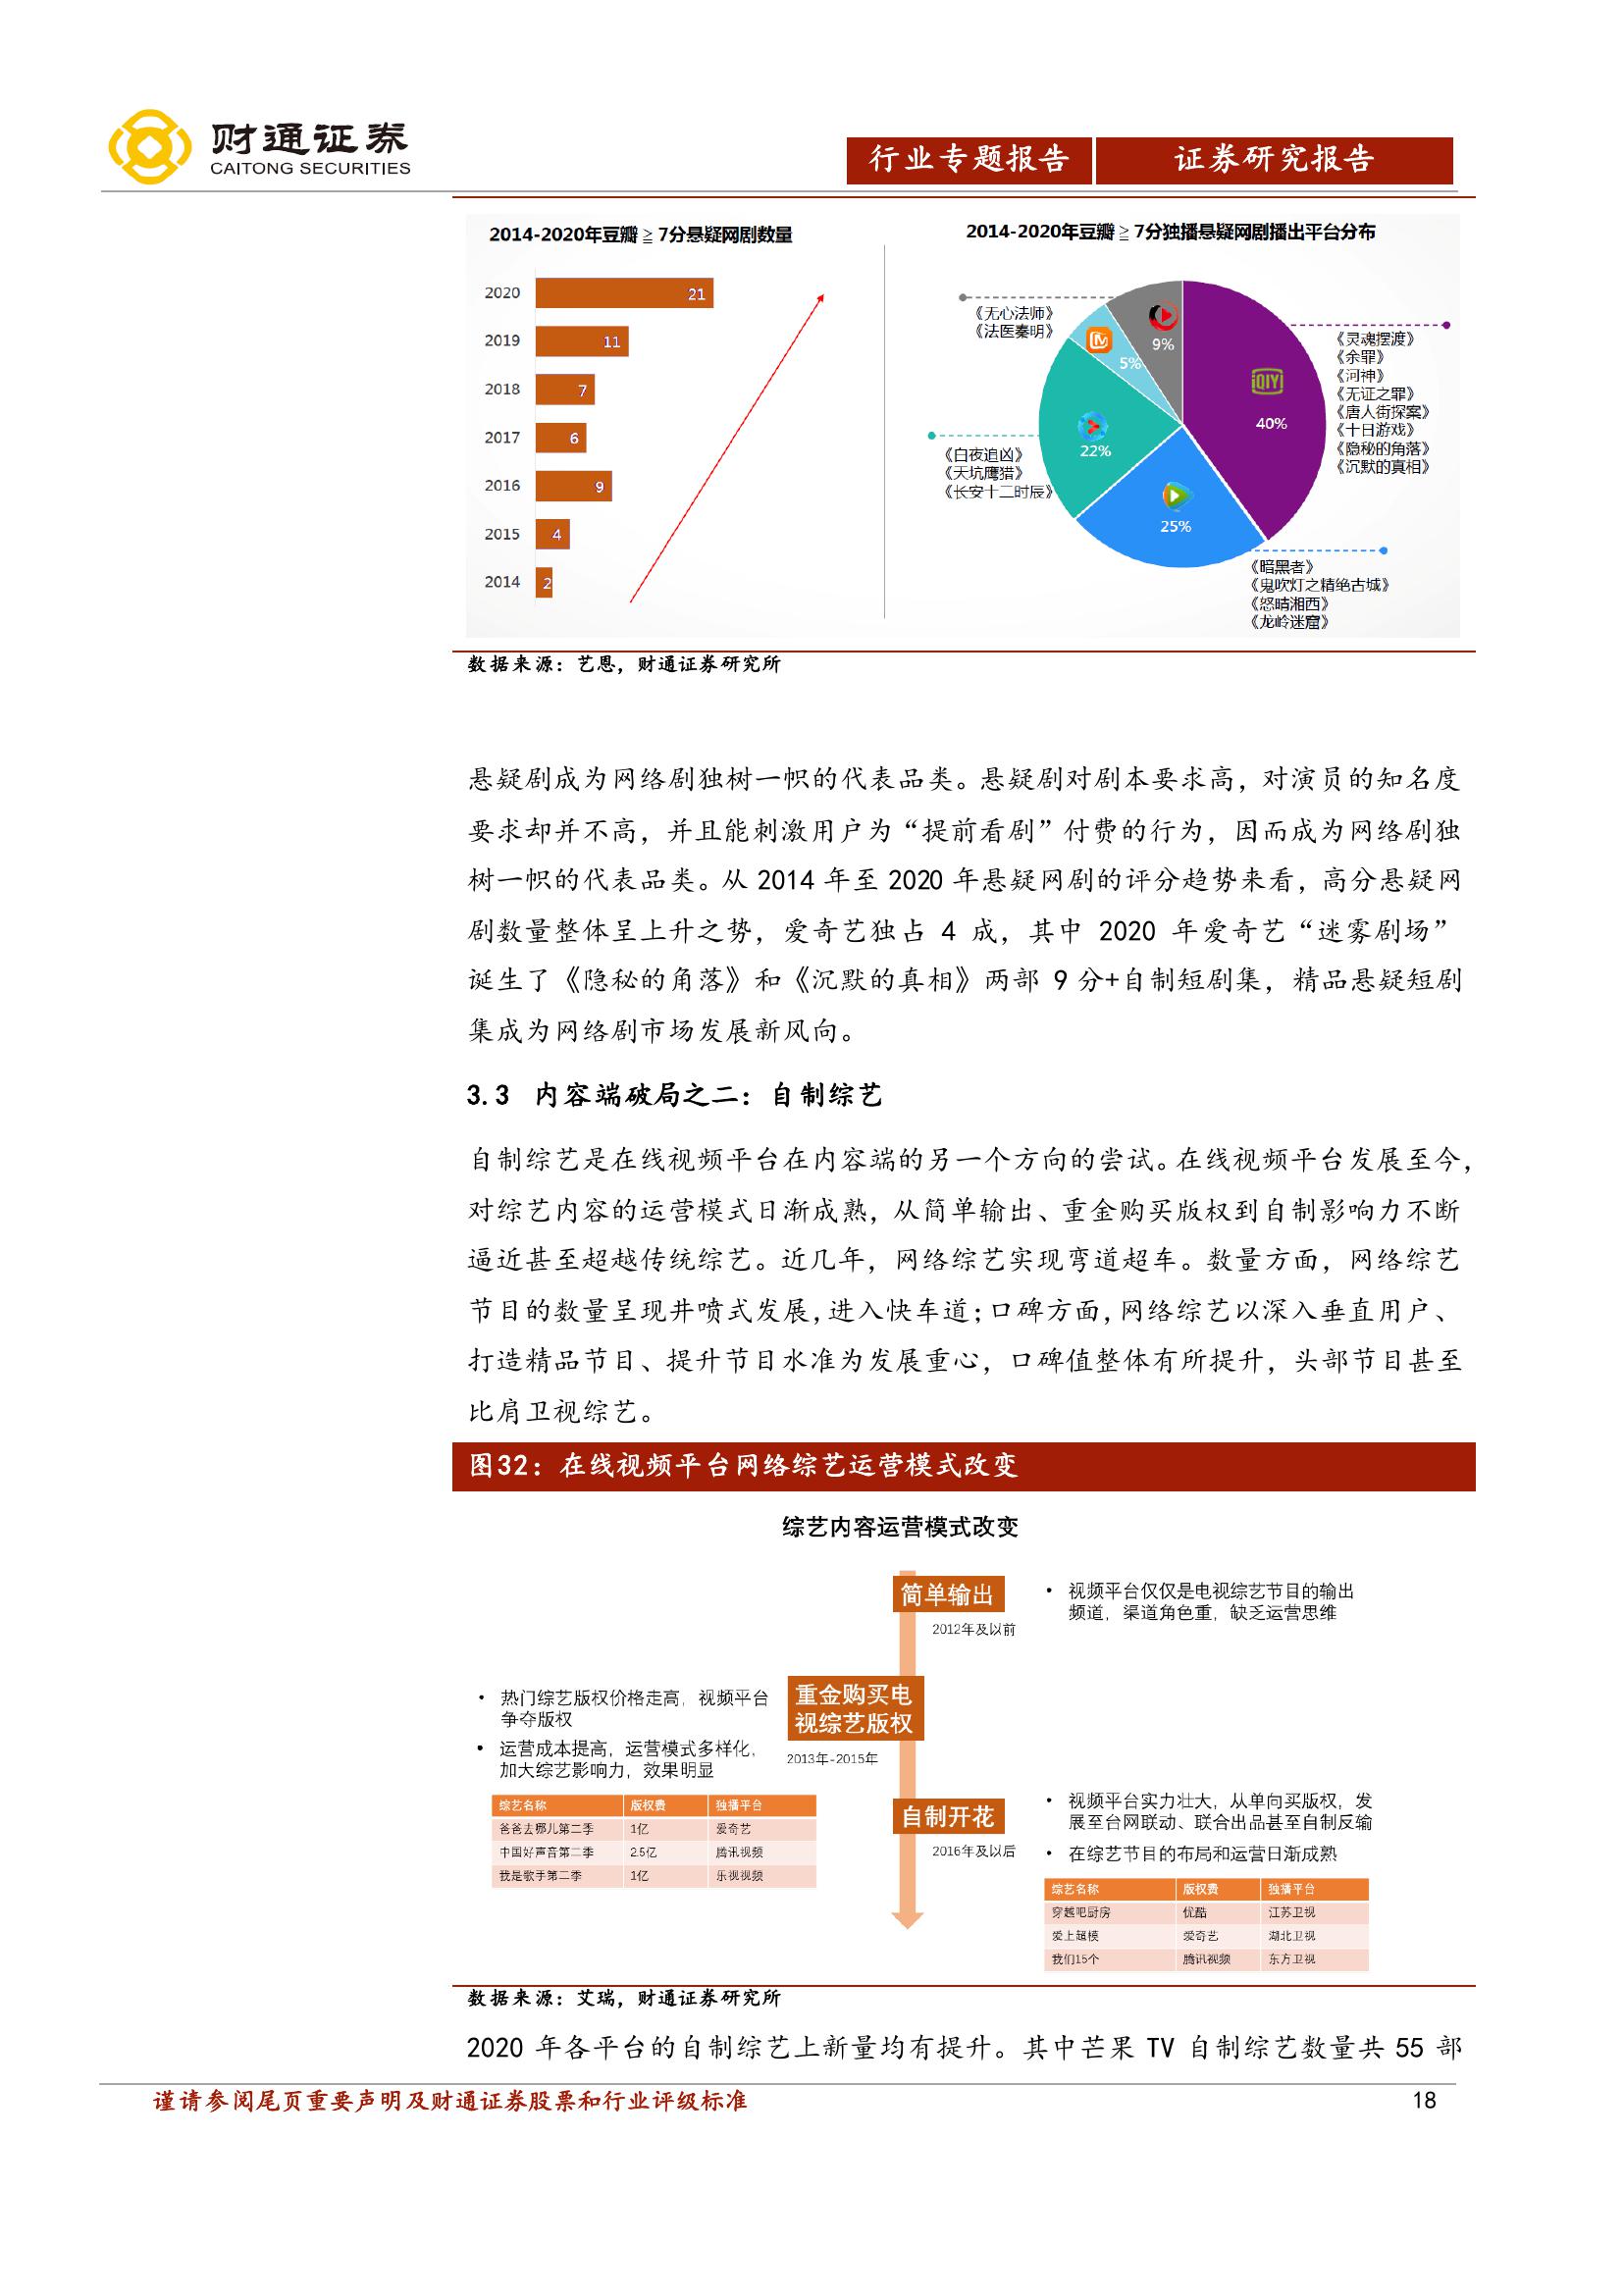 财通证券
CAITONG SECURITIES
行业专题报告
证券研究报告
2014-2020年豆瓣≧7分悬疑网剧数量
2020
21
2019
11
2018
7
2017
6
2016
9
2015
4
2014
2
2014-2020年豆瓣≧7分独播悬疑网剧播出平台分布
《无心法师》
《法医秦明》
9%
5%
iQIYI
40%
《灵魂摆渡》
《余罪》
《河神》
《无证之罪》
《唐人街探案》
《十日游戏》
《隐秘的角落》
《沉默的真相》
22%
《白夜追凶》
《天坑鹰猎》
《长安十二时辰》
25%
《暗黑者》
《鬼吹灯之精绝古城》
《怒晴湘西》
《龙岭迷窟》
数据来源：艺恩，财通证券研究所
悬疑剧成为网络剧独树一帜的代表品类。悬疑剧对剧本要求高，对演员的知名度
要求却并不高，并且能刺激用户为“提前看剧”付费的行为，因而成为网络剧独
树一帜的代表品类。从 2014 年至 2020 年悬疑网剧的评分趋势来看，高分悬疑网
剧数量整体呈上升之势，爱奇艺独占 4 成，其中 2020 年爱奇艺“迷雾剧场”
诞生了《隐秘的角落》和《沉默的真相》两部 9 分+自制短剧集，精品悬疑短剧
集成为网络剧市场发展新风向。
3.3 内容端破局之二：自制综艺
自制综艺是在线视频平台在内容端的另一个方向的尝试。在线视频平台发展至今，
对综艺内容的运营模式日渐成熟，从简单输出、重金购买版权到自制影响力不断
逼近甚至超越传统综艺。近几年，网络综艺实现弯道超车。数量方面，网络综艺
节目的数量呈现井喷式发展，进入快车道；口碑方面，网络综艺以深入垂直用户、
打造精品节目、提升节目水准为发展重心，口碑值整体有所提升，头部节目甚至
比肩卫视综艺。
图32：在线视频平台网络综艺运营模式改变
综艺内容运营模式改变
简单输出
2012年及以前
• 视频平台仅仅是电视综艺节目的输出
频道，渠道角色重，缺乏运营思维
• 热门综艺版权价格走高，视频平台
争夺版权
• 运营成本提高，运营模式多样化，
加大综艺影响力，效果明显
重金购买电
视综艺版权
2013年-2015年
综艺名称 版权费 独播平台
爸爸去哪儿第二季 1亿 爱奇艺
中国好声音第二季 2.5亿 腾讯视频
我是歌手第二季 1亿 乐视视频
自制开花
2016年及以后
• 视频平台实力壮大，从单向买版权，发
展至台网联动、联合出品甚至自制反输
• 在综艺节目的布局和运营日渐成熟
综艺名称 版权费 独播平台
穿越吧厨房 优酷 江苏卫视
爱上超模 爱奇艺 湖北卫视
我们15个 腾讯视频 东方卫视
数据来源：艾瑞，财通证券研究所
2020 年各平台的自制综艺上新量均有提升。其中芒果 TV 自制综艺数量共 55 部
谨请参阅尾页重要声明及财通证券股票和行业评级标准
18